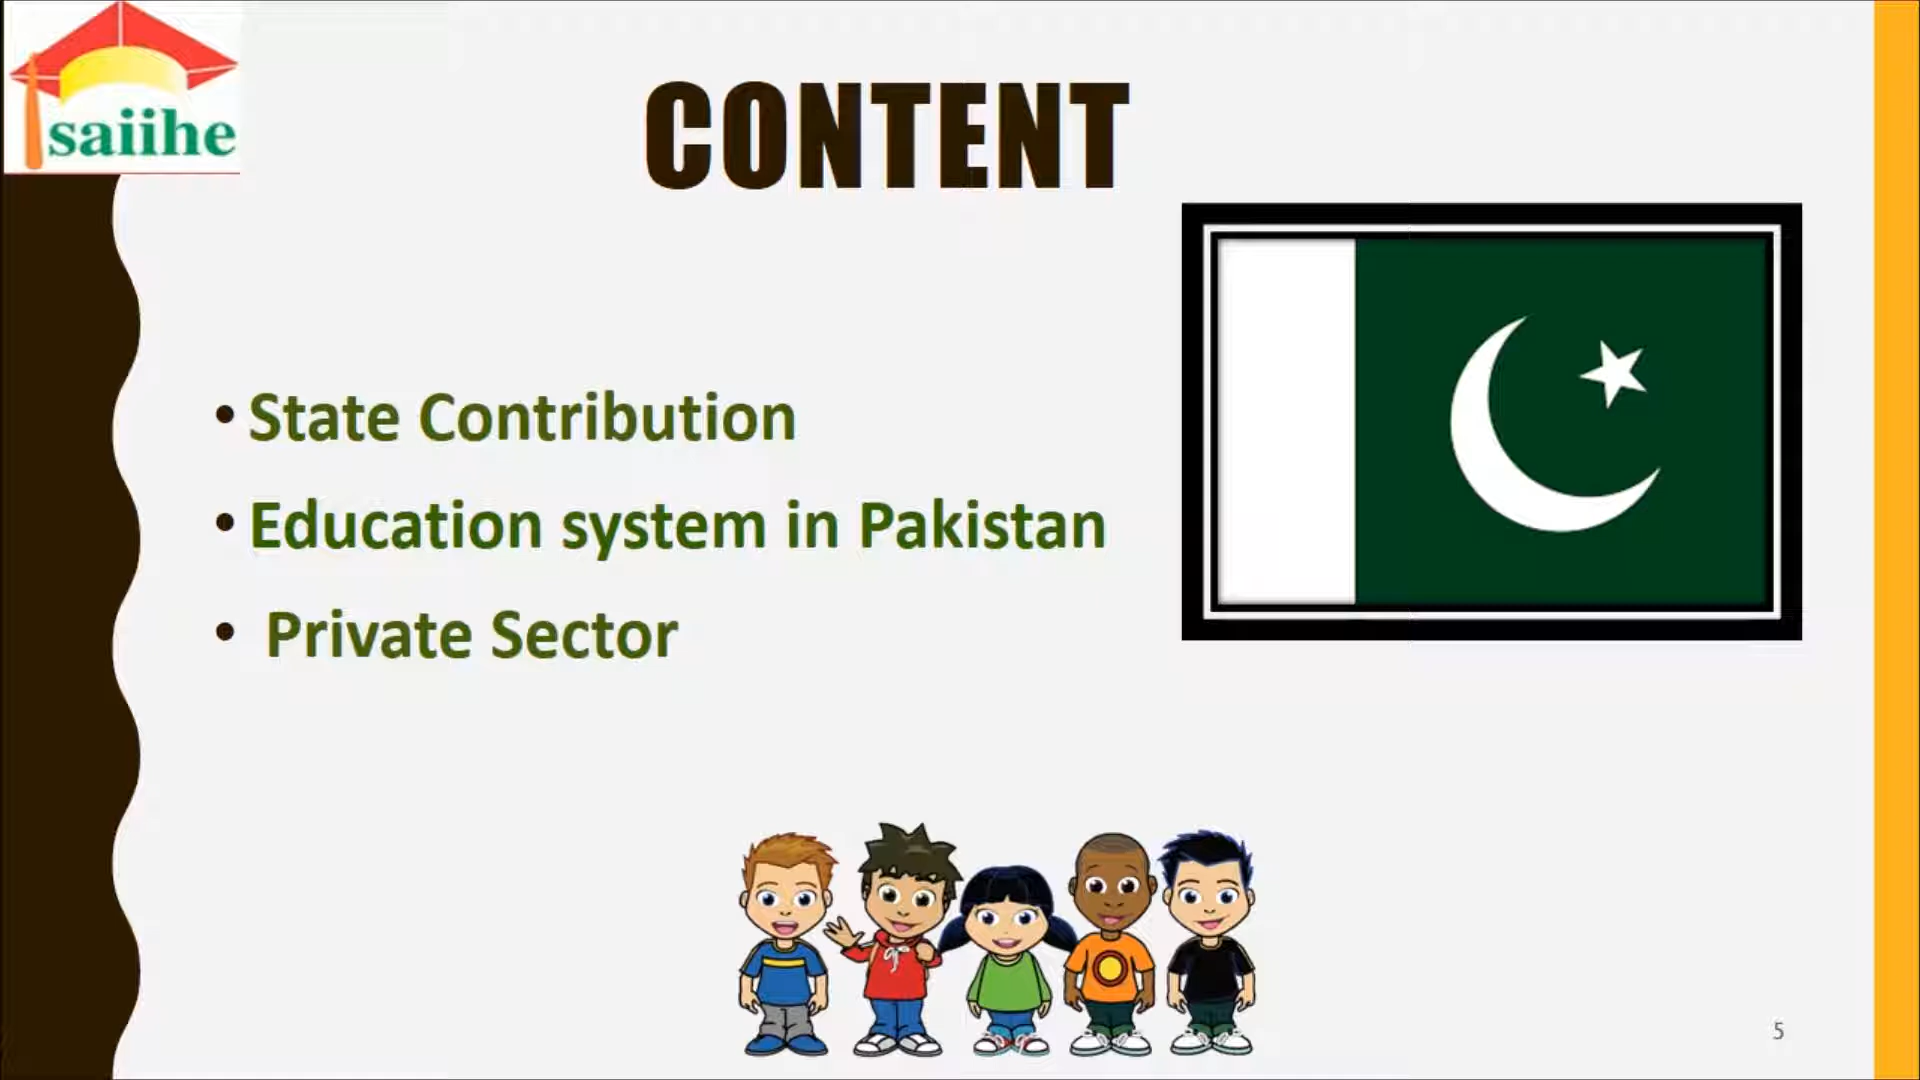 saiihe
CONTENT
• State Contribution
• Education system in Pakistan
• Private Sector
5